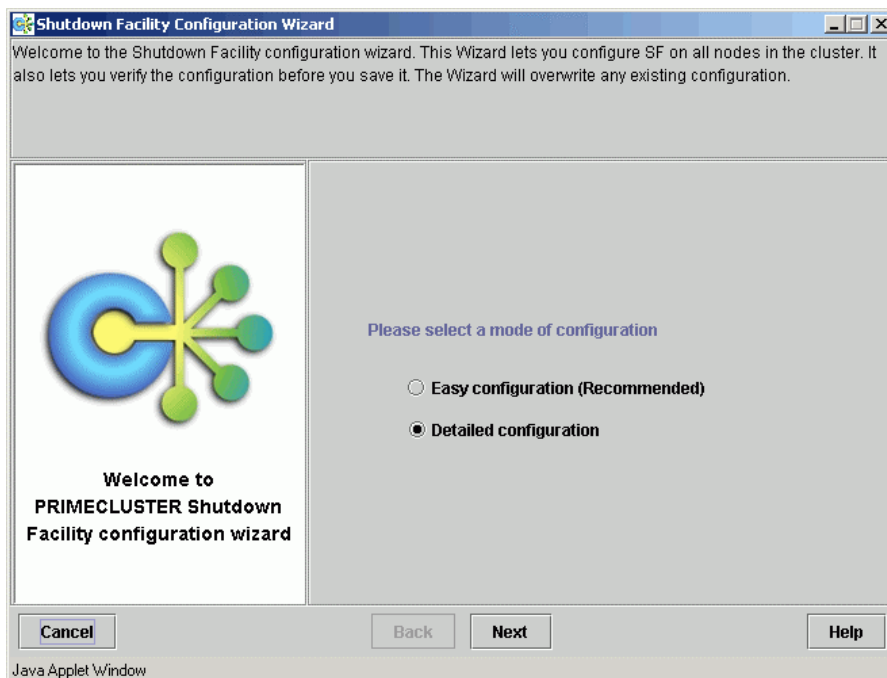 Shutdown Facility Configuration Wizard
Welcome to the Shutdown Facility configuration wizard. This Wizard lets you configure SF on all nodes in the cluster. It
also lets you verify the configuration before you save it. The Wizard will overwrite any existing configuration.
Please select a mode of configuration
Easy configuration (Recommended)
Detailed configuration
Welcome to
PRIMECLUSTER Shutdown
Facility configuration wizard
Cancel
Back
Next
Help
Java Applet Window